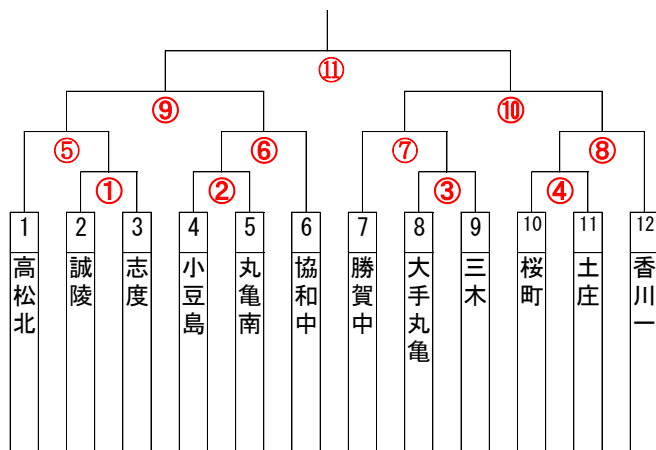 ⑪
⑨ ⑩
⑤ ⑥ ⑦ ⑧
① ② ③ ④
1 2 3 4 5 6 7 8 9 10 11 12
高松北
誠陵
志度
小豆島
丸亀南
協和中
勝賀中
大手丸亀
三木
桜町
土庄
香川一